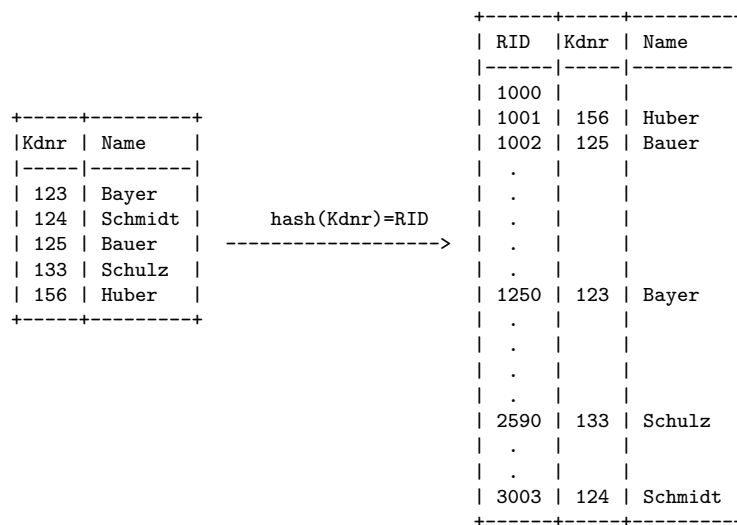 +------+-----+----------
| RID  |Kdnr | Name
|------|-----|---------
| 1000 |     |
+-----+---------+ | 1001 | 156 | Huber
|Kdnr | Name    | | 1002 | 125 | Bauer
|-----|---------| |  .   |     |
| 123 | Bayer   | |  .   |     |
| 124 | Schmidt | hash(Kdnr)=RID |  .   |     |
| 125 | Bauer   | -------------------> |  .   |     |
| 133 | Schulz  | |  .   |     |
| 156 | Huber   | | 1250 | 123 | Bayer
+-----+---------+ |  .   |     |
|  .   |     |
|  .   |     |
|  .   |     |
| 2590 | 133 | Schulz
|  .   |     |
|  .   |     |
| 3003 | 124 | Schmidt
+------+-----+----------